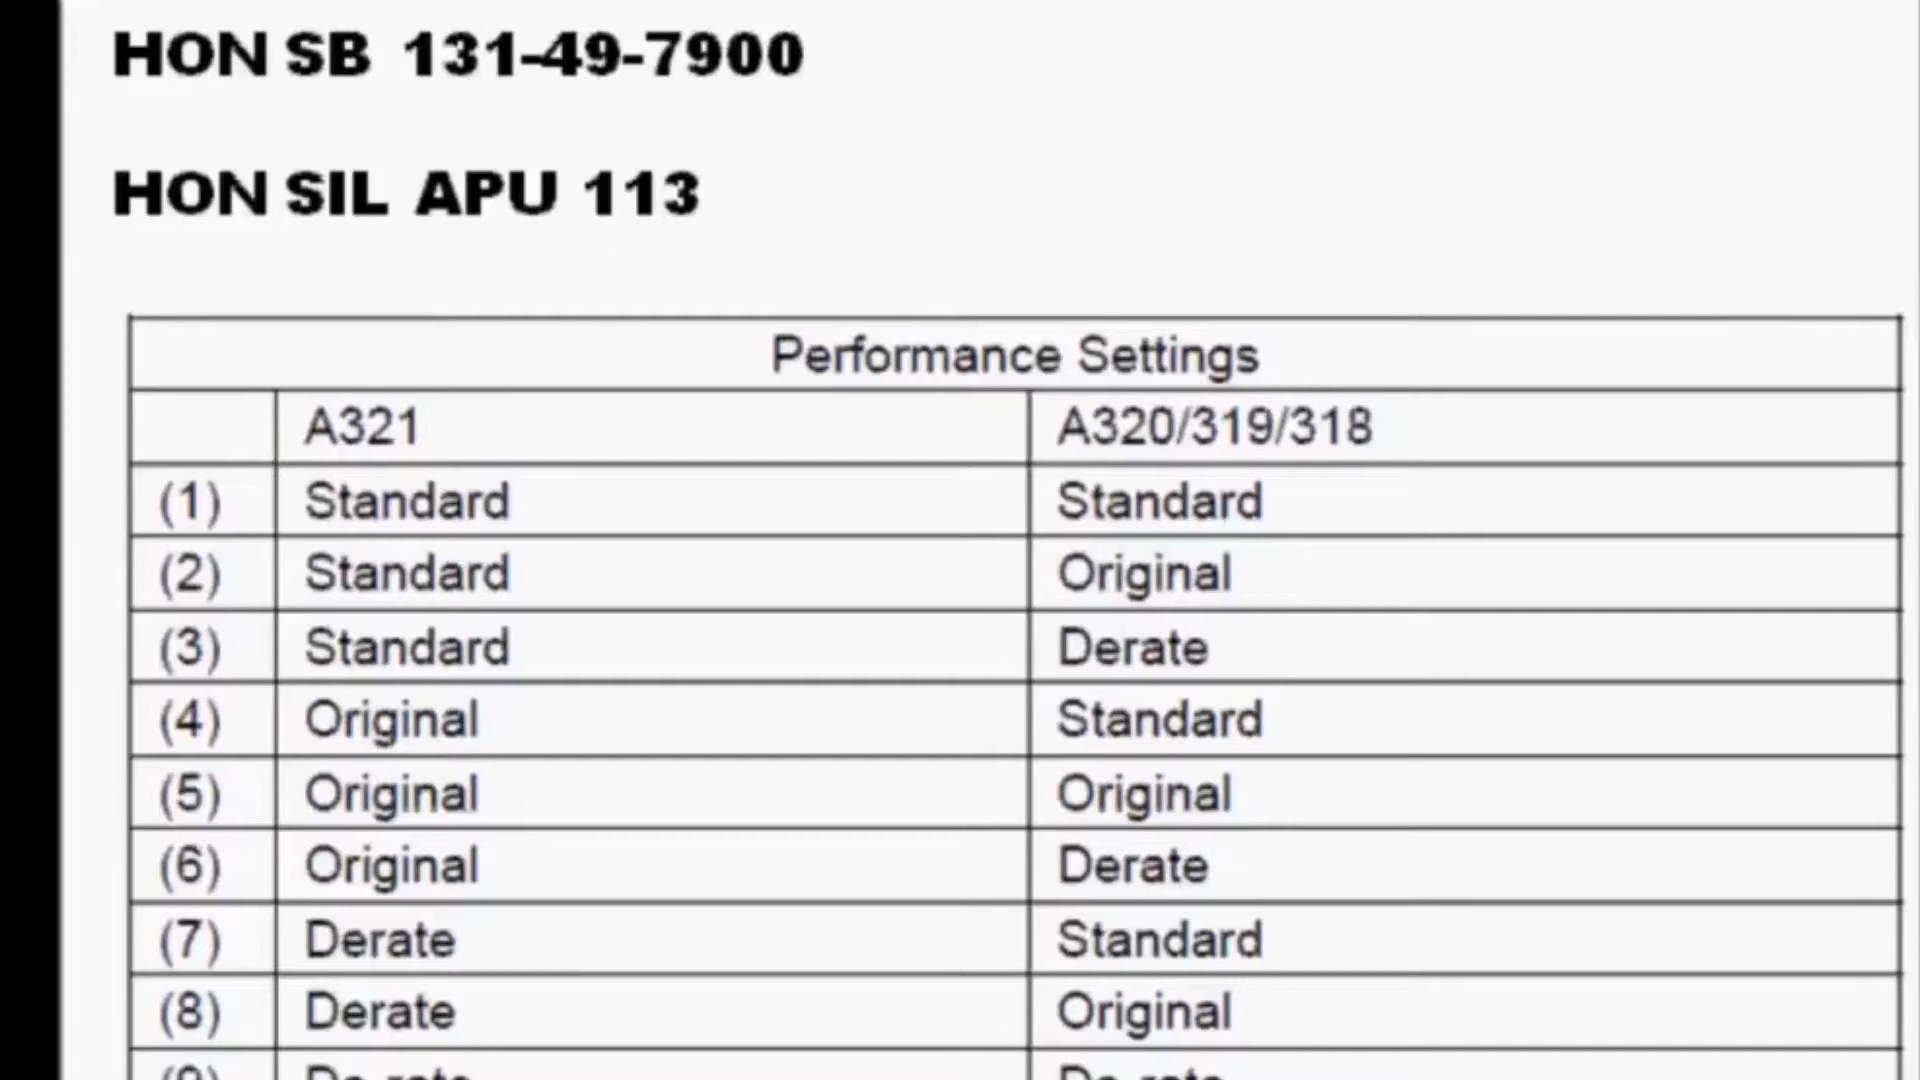 HON SB 131-49-7900
HON SIL APU 113
Performance Settings
A321 A320/319/318
(1) Standard Standard
(2) Standard Original
(3) Standard Derate
(4) Original Standard
(5) Original Original
(6) Original Derate
(7) Derate Standard
(8) Derate Original